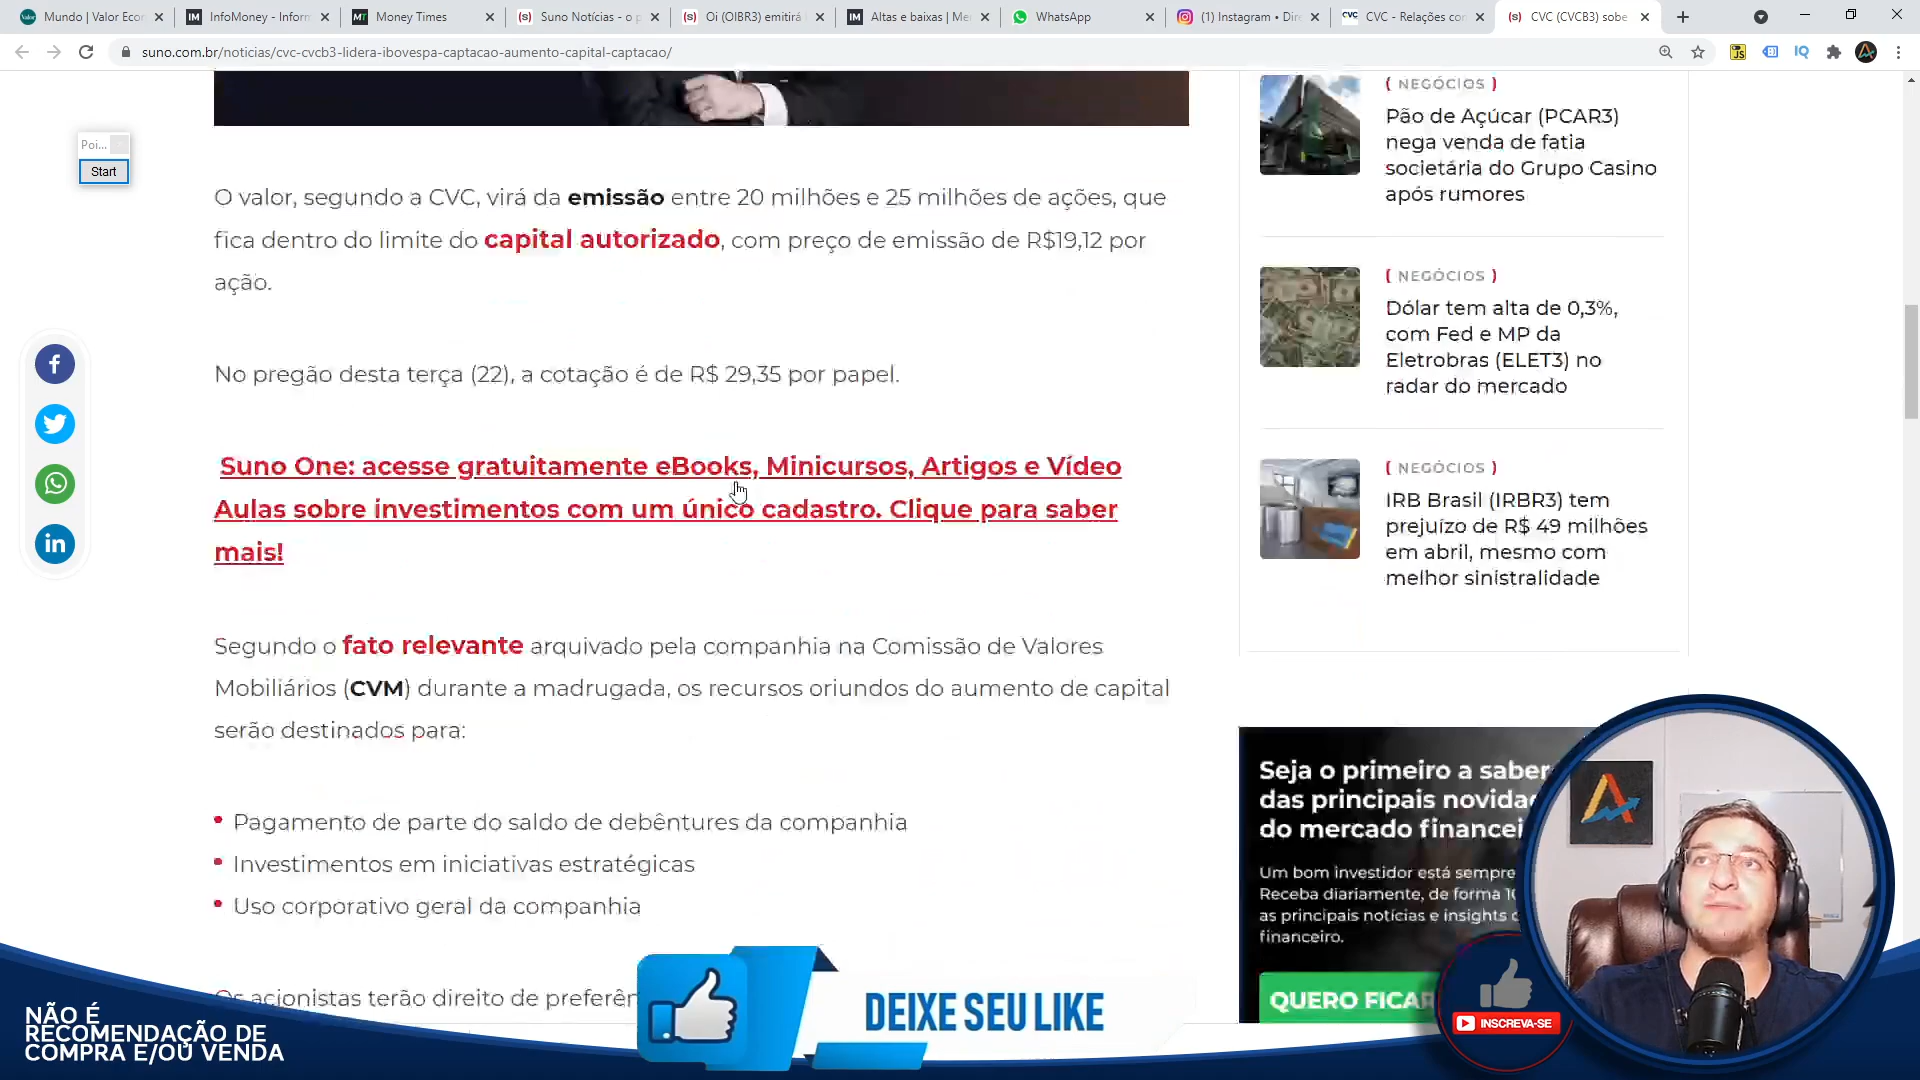 Mundo | Valor Econ
InfoMoney - Inform
Money Times
Suno Notícias - o p
Oi (OIBR3) emitirá
Altas e baixas | Me
WhatsApp
(1) Instagram • Dire
CVC - Relações con
CVC (CVCB3) sobe
suno.com.br/noticias/cvc-cvcb3-lidera-ibovespa-captacao-aumento-capital-captacao/
Poi...
Start
O valor, segundo a CVC, virá da emissão entre 20 milhões e 25 milhões de ações, que
fica dentro do limite do capital autorizado, com preço de emissão de R$19,12 por
ação.
No pregão desta terça (22), a cotação é de R$ 29,35 por papel.
Suno One: acesse gratuitamente eBooks, Minicursos, Artigos e Vídeo
Aulas sobre investimentos com um único cadastro. Clique para saber
mais!
Segundo o fato relevante arquivado pela companhia na Comissão de Valores
Mobiliários (CVM) durante a madrugada, os recursos oriundos do aumento de capital
serão destinados para:
• Pagamento de parte do saldo de debêntures da companhia
• Investimentos em iniciativas estratégicas
• Uso corporativo geral da companhia
Os acionistas terão direito de preferên
( NEGÓCIOS )
Pão de Açúcar (PCAR3)
nega venda de fatia
societária do Grupo Casino
após rumores
( NEGÓCIOS )
Dólar tem alta de 0,3%,
com Fed e MP da
Eletrobras (ELET3) no
radar do mercado
( NEGÓCIOS )
IRB Brasil (IRBR3) tem
prejuízo de R$ 49 milhões
em abril, mesmo com
melhor sinistralidade
Seja o primeiro a saber
das principais novida
do mercado financei
Um bom investidor está sempre
Receba diariamente, de forma 10
as principais notícias e insights
financeiro.
QUERO FICAR
INSCREVA-SE
DEIXE SEU LIKE
NÃO É
RECOMENDAÇÃO DE
COMPRA E/OU VENDA